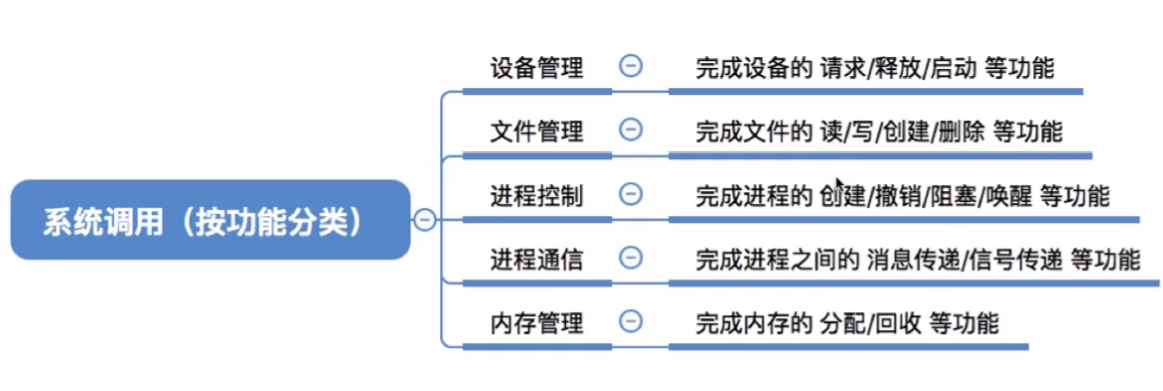 设备管理 完成设备的 请求/释放/启动 等功能
文件管理 完成文件的 读/写/创建/删除 等功能
系统调用（按功能分类）
进程控制 完成进程的 创建/撤销/阻塞/唤醒 等功能
进程通信 完成进程之间的 消息传递/信号传递 等功能
内存管理 完成内存的 分配/回收 等功能